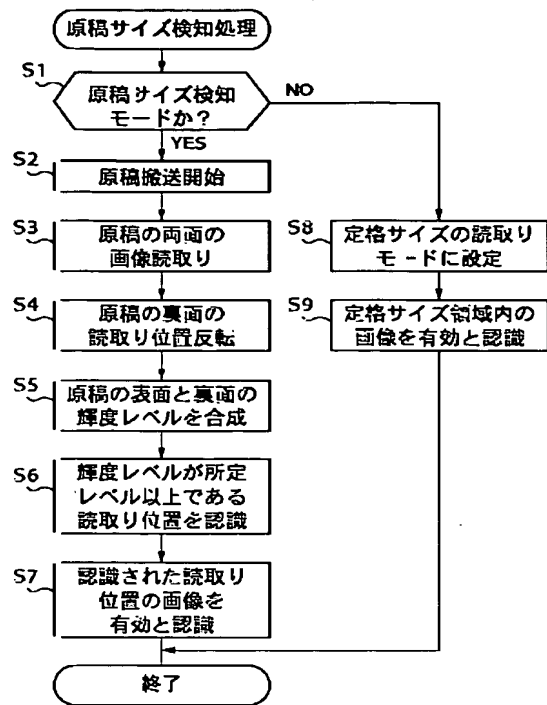 原稿サイズ検知処理
S1
原稿サイズ検知
モードか？
NO
YES
S2
原稿搬送開始
S3
原稿の両面の
画像読取り
S4
原稿の裏面の
読取り位置反転
S5
原稿の表面と裏面の
輝度レベルを合成
S6
輝度レベルが所定
レベル以上である
読取り位置を認識
S7
認識された読取り
位置の画像を
有効と認識
S8
定格サイズの読取り
モードに設定
S9
定格サイズ領域内の
画像を有効と認識
終了